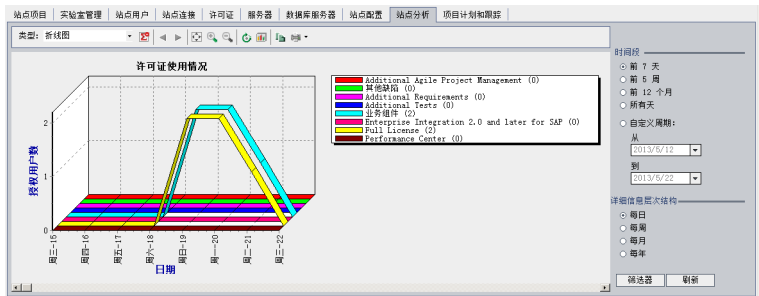 站点项目 实验室管理 站点用户 站点连接 许可证 服务器 数据库服务器 站点配置 站点分析 项目计划和跟踪
类型: 折线图
许可证使用情况
Additional Agile Project Management (0)
其他缺陷 (0)
Additional Requirements (0)
Additional Tests (0)
业务组件 (2)
Enterprise Integration 2.0 and later for SAP (0)
Full License (2)
Performance Center (0)
授权用户数
2
1
0
周三-15
周四-16
周五-17
周六-18
周日-19
周一-20
周二-21
周三-22
日期
时间段
前 7 天
前 5 周
前 12 个月
所有天
自定义周期:
从
2013/5/12
到
2013/5/22
详细信息层次结构
每日
每周
每月
每年
筛选器 刷新